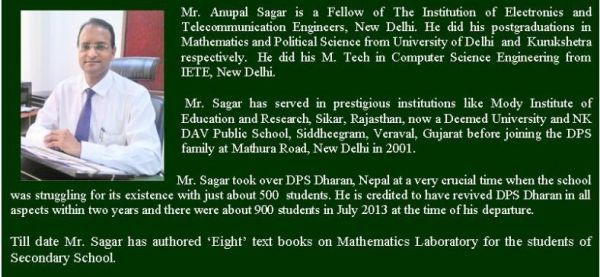 Mr. Anupal Sagar is a Fellow of The Institution of Electronics and
Telecommunication Engineers, New Delhi. He did his postgraduations in
Mathematics and Political Science from University of Delhi and Kurukshetra
respectively. He did his M. Tech in Computer Science Engineering from
IETE, New Delhi.
Mr. Sagar has served in prestigious institutions like Mody Institute of
Education and Research, Sikar, Rajasthan, now a Deemed University and NK
DAV Public School, Siddheegram, Veraval, Gujarat before joining the DPS
family at Mathura Road, New Delhi in 2001.
Mr. Sagar took over DPS Dharan, Nepal at a very crucial time when the school
was struggling for its existence with just about 500 students. He is credited to have revived DPS Dharan in all
aspects within two years and there were about 900 students in July 2013 at the time of his departure.
Till date Mr. Sagar has authored ‘Eight’ text books on Mathematics Laboratory for the students of
Secondary School.